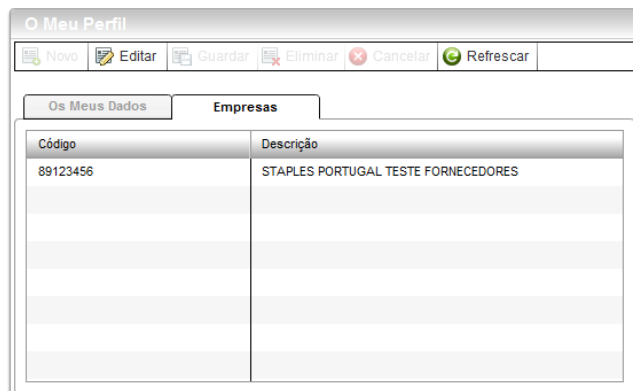 O Meu Perfil
Novo Editar Guardar Eliminar Cancelar Refrescar
Os Meus Dados Empresas
Código Descrição
89123456 STAPLES PORTUGAL TESTE FORNECEDORES